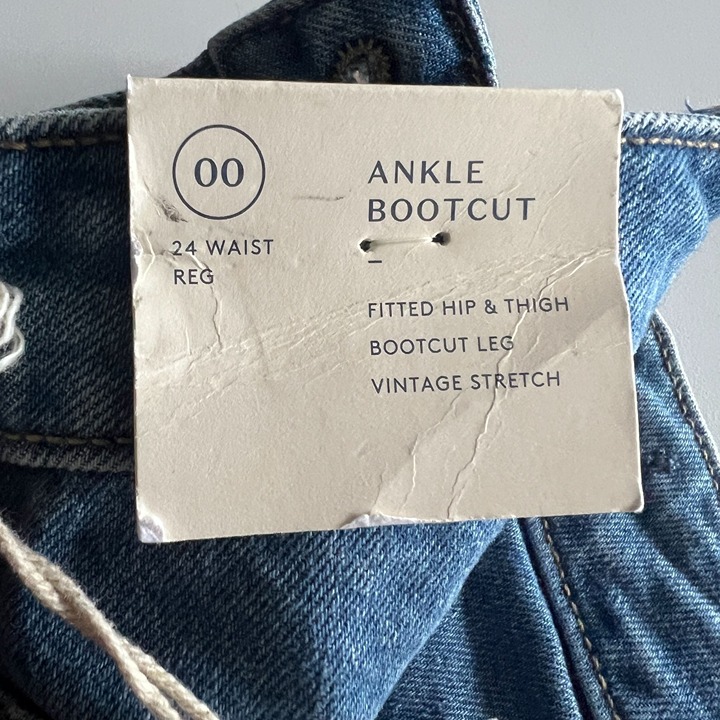 00
24 WAIST
REG
ANKLE
BOOTCUT
–
FITTED HIP & THIGH
BOOTCUT LEG
VINTAGE STRETCH